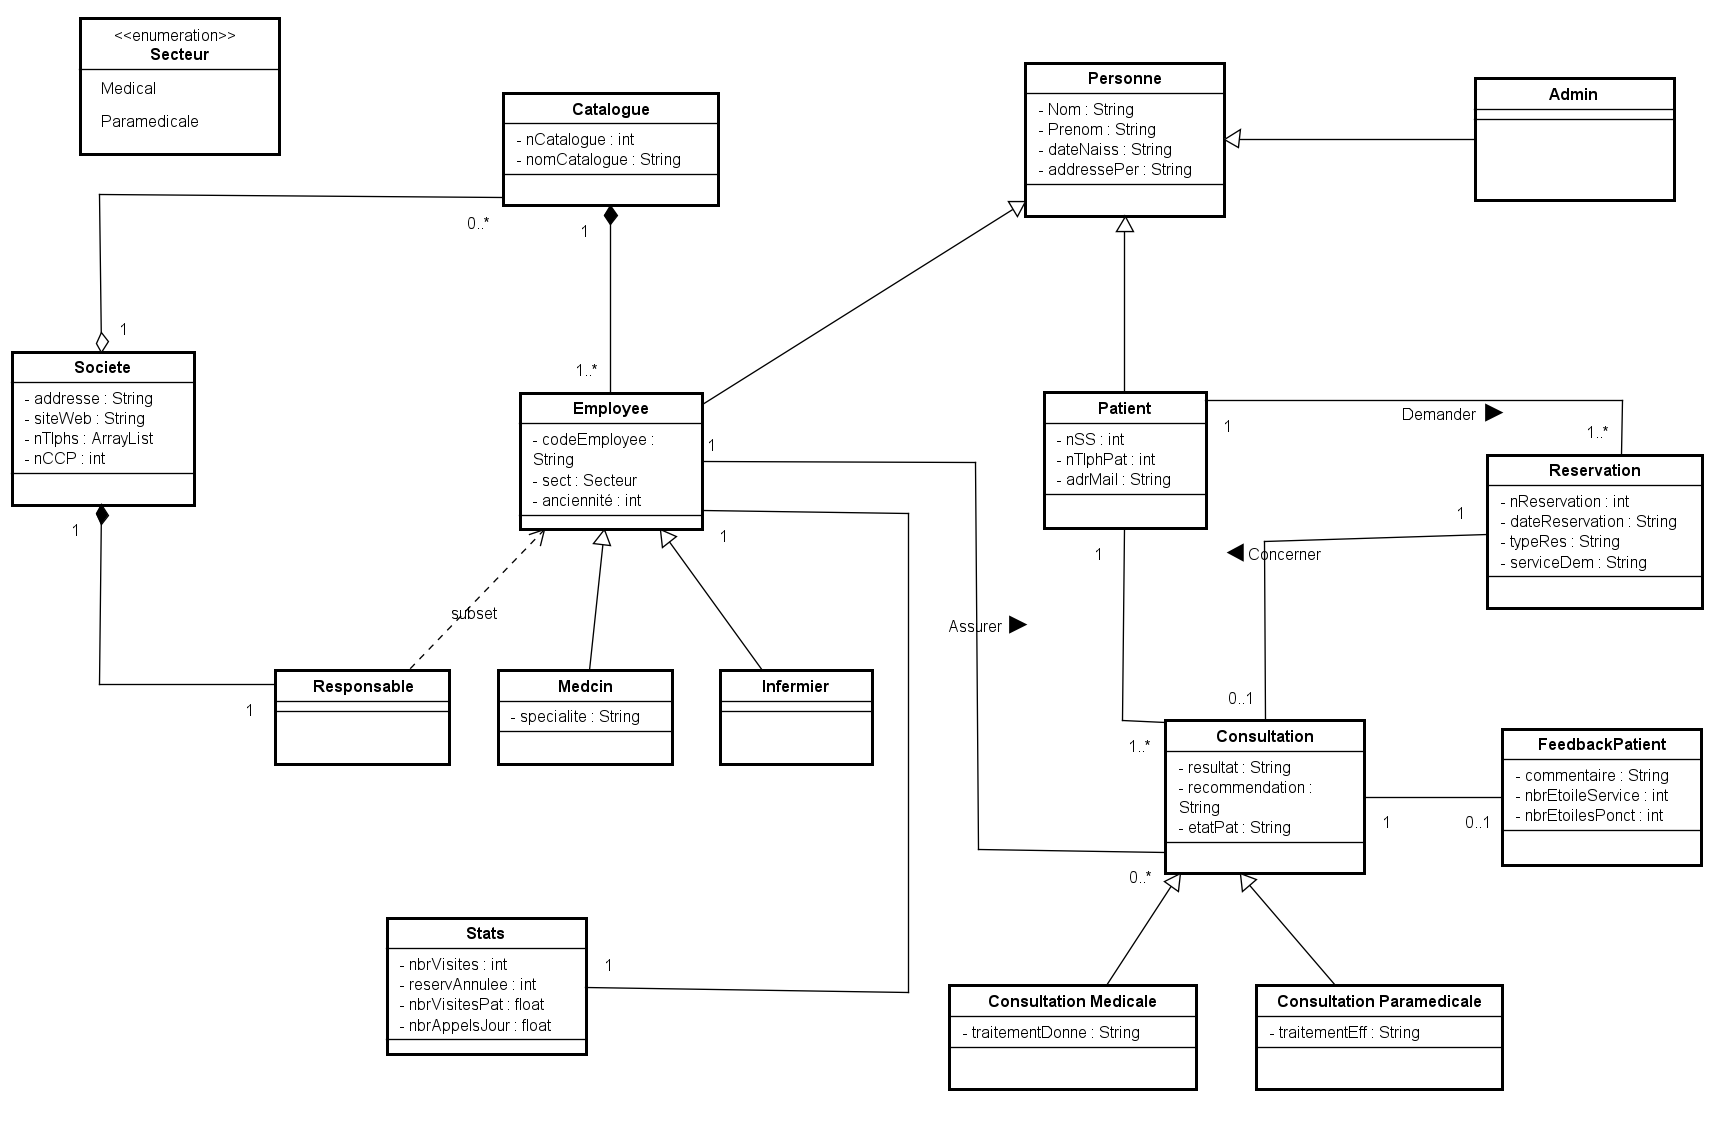 <<enumeration>>
Secteur
Medical
Paramedicale
Catalogue
- nCatalogue : int
- nomCatalogue : String
Personne
- Nom : String
- Prenom : String
- dateNaiss : String
- addressePer : String
Admin
0..*
1
1
1..*
Societe
- addresse : String
- siteWeb : String
- nTlphs : ArrayList
- nCCP : int
1
1
Employee
- codeEmployee :
String
- sect : Secteur
- anciennité : int
1
1
Patient
- nSS : int
- nTlphPat : int
- adrMail : String
1
Demander
1..*
Reservation
- nReservation : int
- dateReservation : String
- typeRes : String
- serviceDem : String
1
1
Concerner
0..1
subset
Assurer
Responsable
Medcin
- specialite : String
Infermier
1..*
Consultation
- resultat : String
- recommendation :
String
- etatPat : String
0..*
1
0..1
FeedbackPatient
- commentaire : String
- nbrEtoileService : int
- nbrEtoilesPonct : int
Stats
- nbrVisites : int
- reservAnnulee : int
- nbrVisitesPat : float
- nbrAppelsJour : float
1
Consultation Medicale
- traitementDonne : String
Consultation Paramedicale
- traitementEff : String